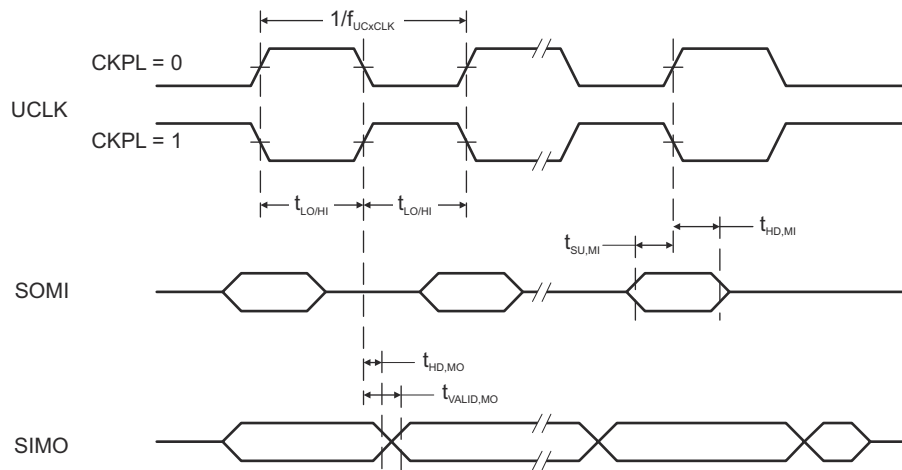 1/fUCxCLK
CKPL = 0
UCLK
CKPL = 1
tLO/HI tLO/HI
tSU,MI tHD,MI
SOMI
tHD,MO
tVALID,MO
SIMO